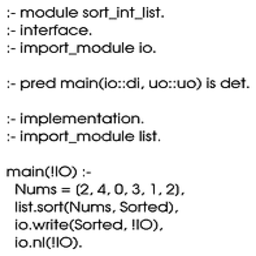 :- module sort_int_list.
:- interface.
:- import_module io.

:- pred main(io::di, uo::uo) is det.

:- implementation.
:- import_module list.

main(!IO) :-
  Nums = (2, 4, 0, 3, 1, 2),
  list.sort(Nums, Sorted),
  io.write(Sorted, !IO),
  io.nl(!IO).